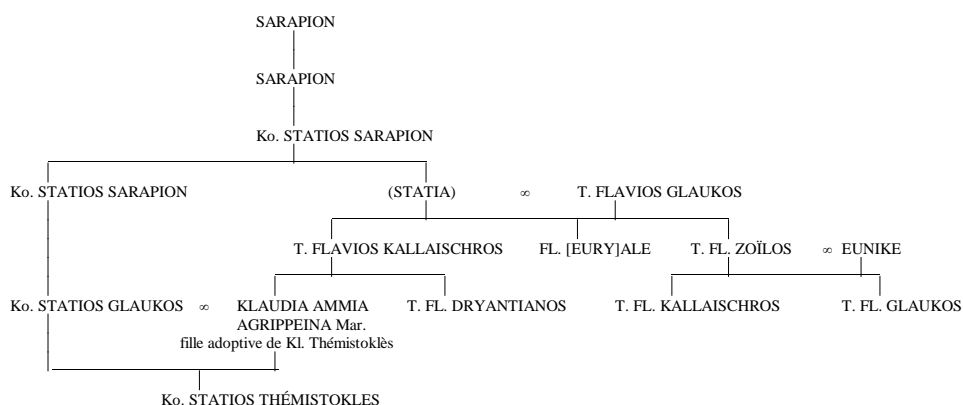 SARAPION
SARAPION
Ko. STATIOS SARAPION
Ko. STATIOS SARAPION (STATIA) ∞ T. FLAVIOS GLAUKOS
T. FLAVIOS KALLAISCHROS FL. [EURY]ALE T. FL. ZOÏLOS ∞ EUNIKE
Ko. STATIOS GLAUKOS ∞ KLAUDIA AMMIA T. FL. DRYANTIANOS T. FL. KALLAISCHROS T. FL. GLAUKOS
AGRIPPEINA Mar.
fille adoptive de Kl. Thémistoklès
Ko. STATIOS THÉMISTOKLES